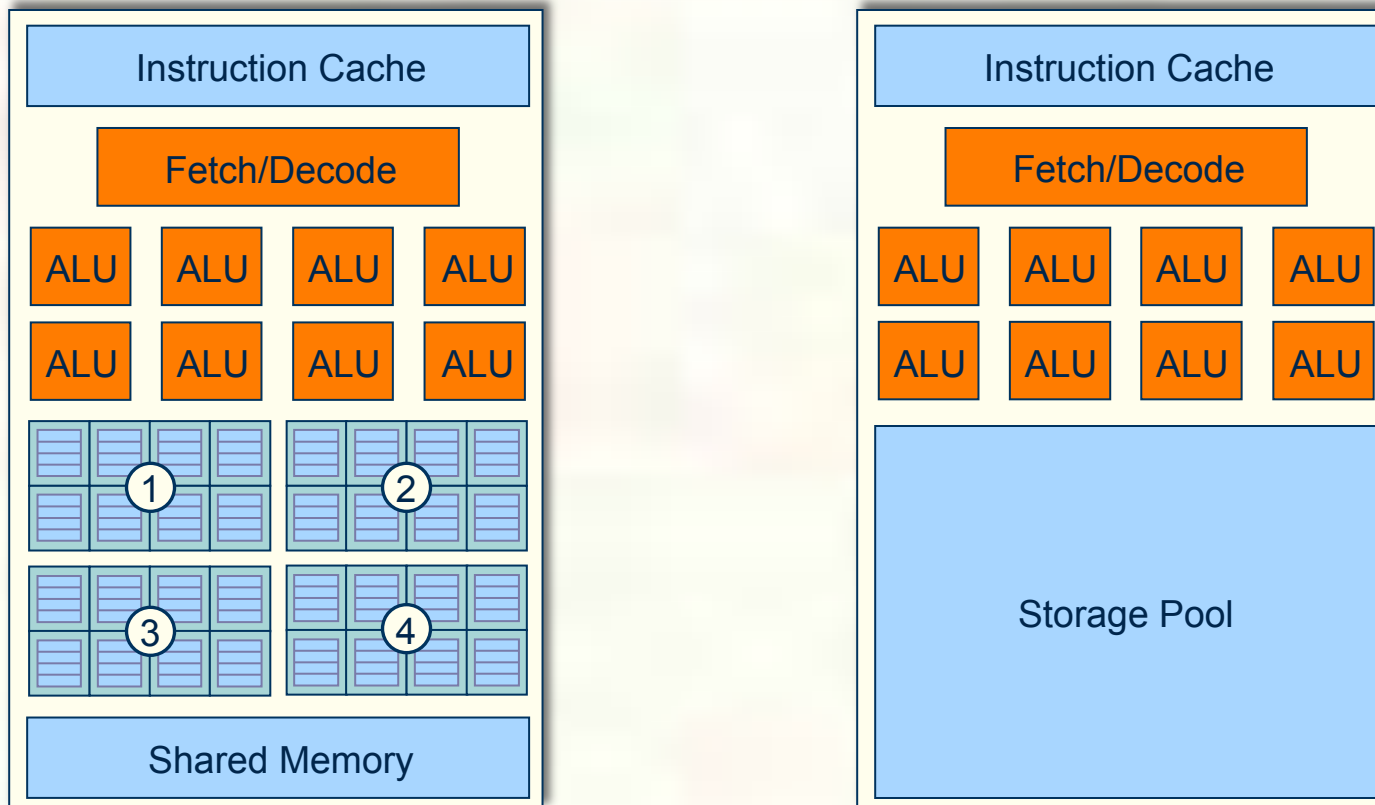 Instruction Cache
Fetch/Decode
ALU ALU ALU ALU
ALU ALU ALU ALU
1 2
3 4
Shared Memory
Instruction Cache
Fetch/Decode
ALU ALU ALU ALU
ALU ALU ALU ALU
Storage Pool